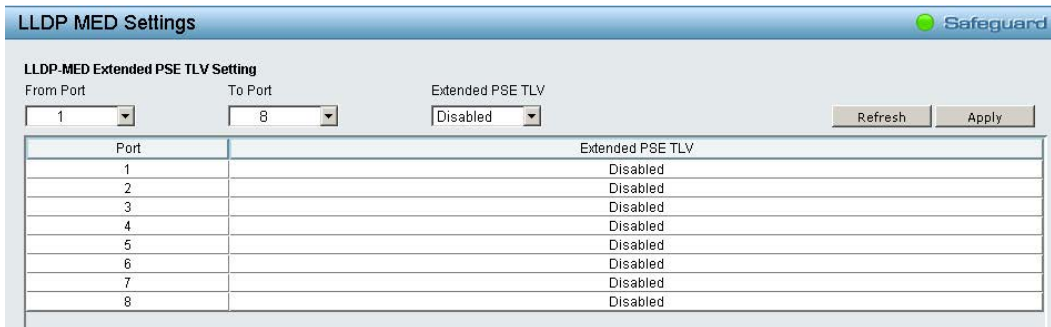 LLDP MED Settings
Safeguard
LLDP-MED Extended PSE TLV Setting
From Port To Port Extended PSE TLV
1 8 Disabled Refresh Apply
Port Extended PSE TLV
1 Disabled
2 Disabled
3 Disabled
4 Disabled
5 Disabled
6 Disabled
7 Disabled
8 Disabled